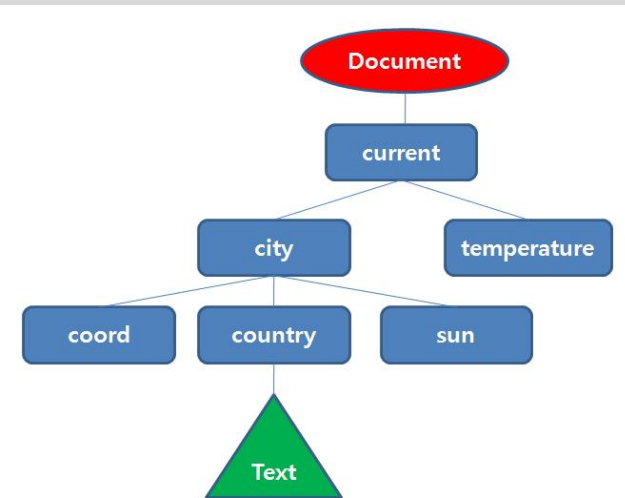 Document
current
city
temperature
coord
country
sun
Text